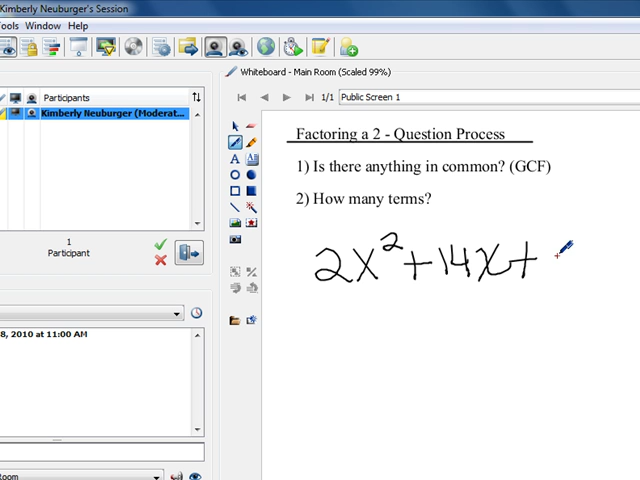 Kimberly Neuburger's Session
Tools Window Help
Participants
Kimberly Neuburger (Moderat...
1
Participant
8, 2010 at 11:00 AM
Room
Whiteboard - Main Room (Scaled 99%)
1/1 Public Screen 1
A A
Factoring a 2 - Question Process
1) Is there anything in common? (GCF)
2) How many terms?
2x² + 14x +